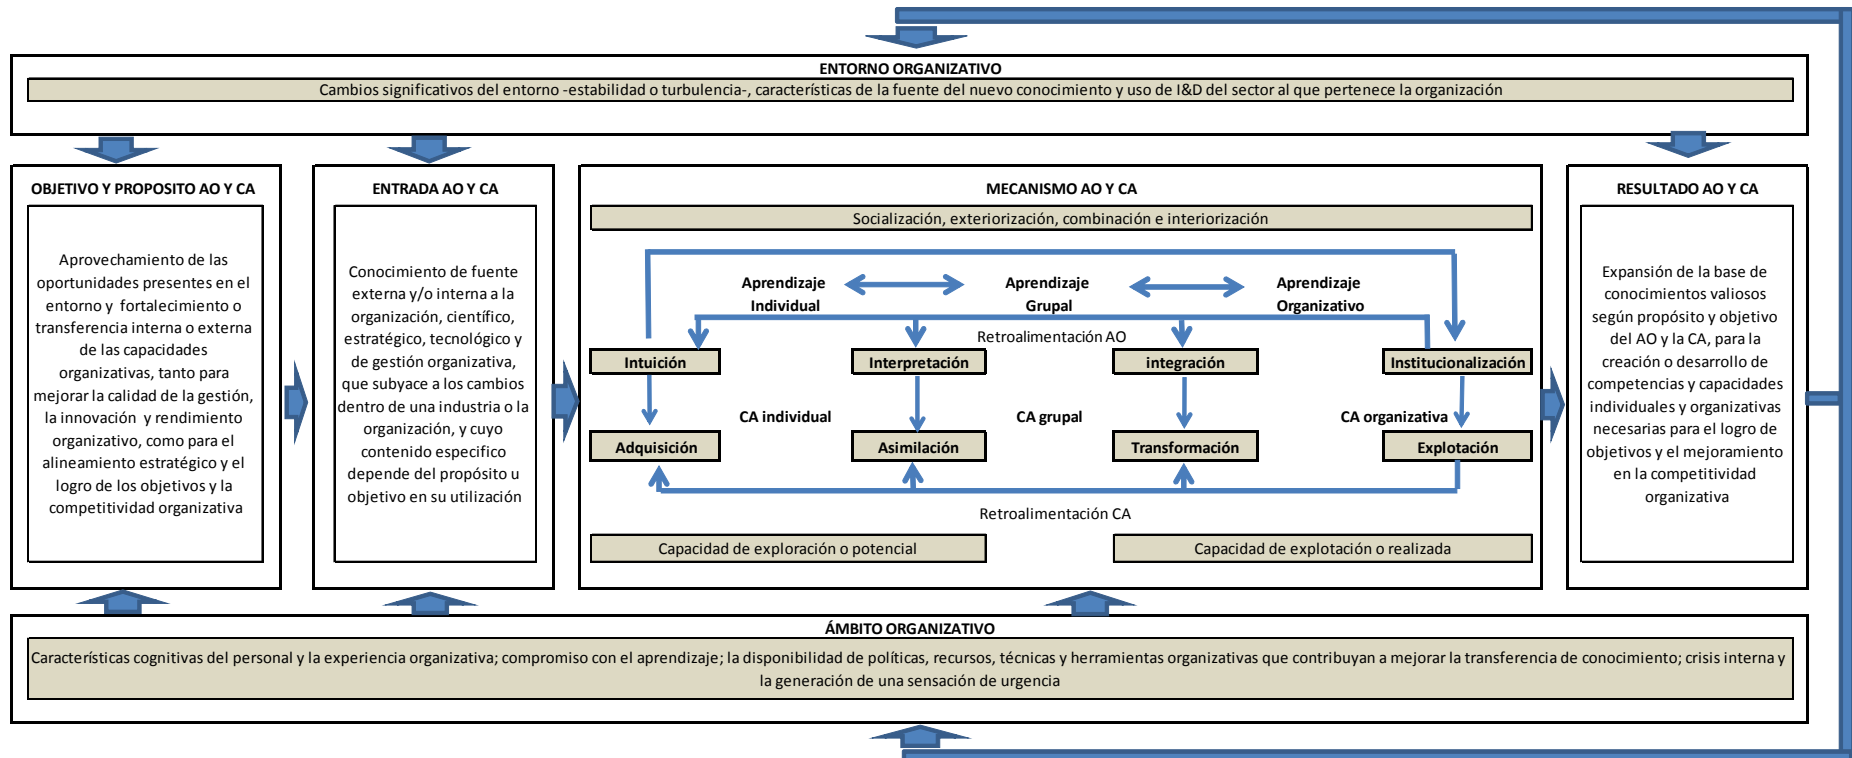 ENTORNO ORGANIZATIVO
Cambios significativos del entorno -estabilidad o turbulencia-, características de la fuente del nuevo conocimiento y uso de I&D del sector al que pertenece la organización
OBJETIVO Y PROPOSITO AO Y CA
Aprovechamiento de las
oportunidades presentes en el
entorno y fortalecimiento o
transferencia interna o externa
de las capacidades
organizativas, tanto para
mejorar la calidad de la gestión,
la innovación y rendimiento
organizativo, como para el
alineamiento estratégico y el
logro de los objetivos y la
competitividad organizativa
ENTRADA AO Y CA
Conocimiento de fuente
externa y/o interna a la
organización, científico,
estratégico, tecnológico y
de gestión organizativa,
que subyace a los cambios
dentro de una industria o la
organización, y cuyo
contenido especifico
depende del propósito u
objetivo en su utilización
MECANISMO AO Y CA
Socialización, exteriorización, combinación e interiorización
Aprendizaje
Individual
Aprendizaje
Grupal
Aprendizaje
Organizativo
Retroalimentación AO
Intuición
Interpretación
integración
Institucionalización
CA individual
CA grupal
CA organizativa
Adquisición
Asimilación
Transformación
Explotación
Retroalimentación CA
Capacidad de exploración o potencial
Capacidad de explotación o realizada
RESULTADO AO Y CA
Expansión de la base de
conocimientos valiosos
según propósito y objetivo
del AO y la CA, para la
creación o desarrollo de
competencias y capacidades
individuales y organizativas
necesarias para el logro de
objetivos y el mejoramiento
en la competitividad
organizativa
ÁMBITO ORGANIZATIVO
Características cognitivas del personal y la experiencia organizativa; compromiso con el aprendizaje; la disponibilidad de políticas, recursos, técnicas y herramientas organizativas que contribuyan a mejorar la transferencia de conocimiento; crisis interna y
la generación de una sensación de urgencia